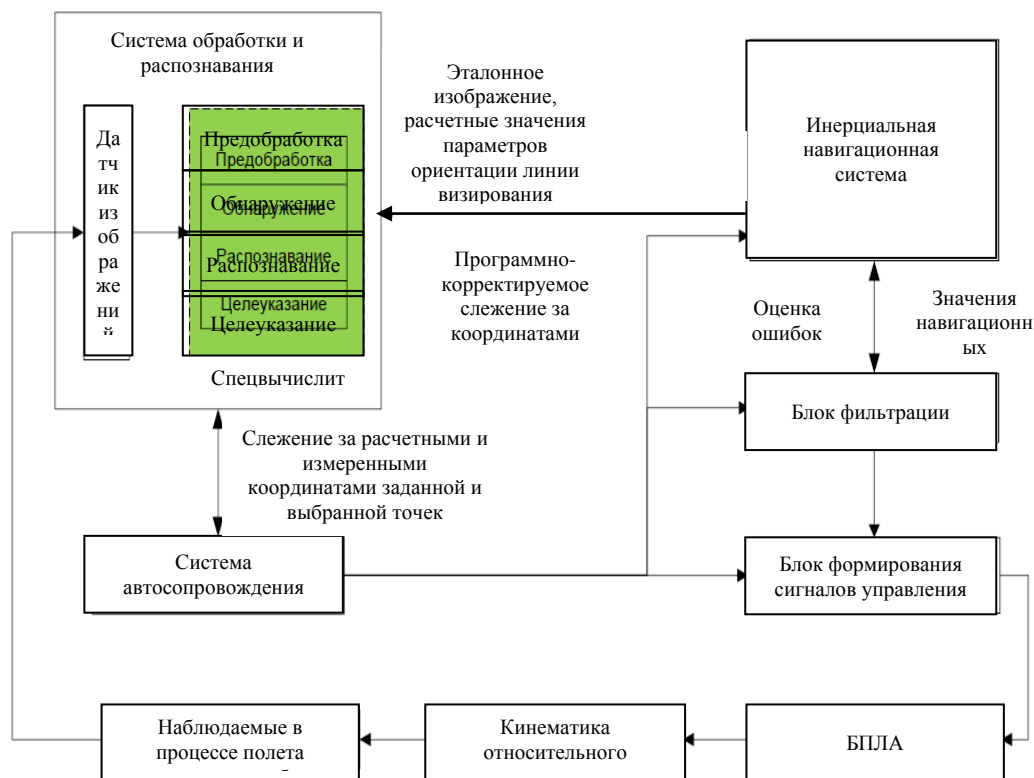 Система обработки и
распознавания
Да
тч
ик
из
об
ра
же
ни
й
Предобработка
Предобработка
Обнаружение
Обнаружение
Распознавание
Распознавание
Целеуказание
Целеуказание
Спецвычислит
Эталонное
изображение,
расчетные значения
параметров
ориентации линии
визирования
Программно-
корректируемое
слежение за
координатами
Инерциальная
навигационная
система
Оценка
ошибок
Значения
навигационн
ых
Блок фильтрации
Слежение за расчетными и
измеренными
координатами заданной и
выбранной точек
Система
автосопровождения
Блок формирования
сигналов управления
Наблюдаемые в
процессе полета
Кинематика
относительного
БПЛА